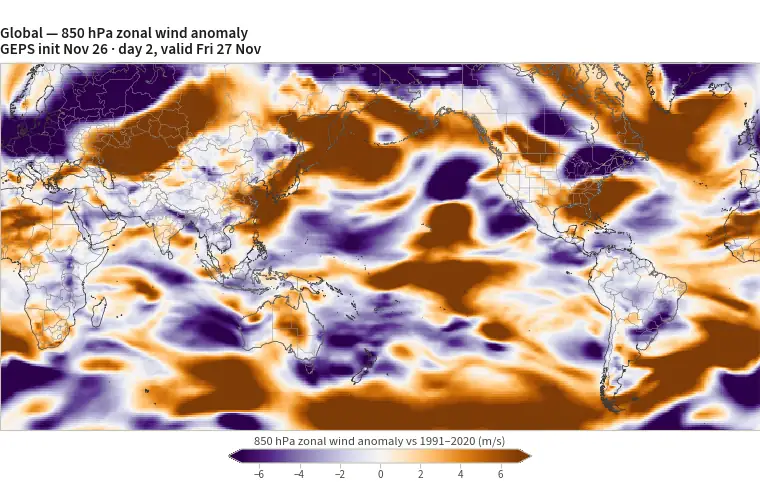 Global — 850 hPa zonal wind anomaly
GEPS init Nov 26 · day 2, valid Fri 27 Nov
850 hPa zonal wind anomaly vs 1991–2020 (m/s)
−6 −4 −2 0 2 4 6